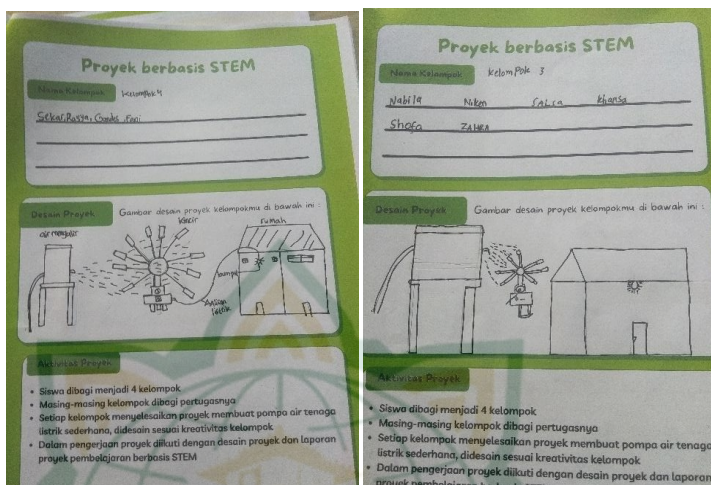 Proyek berbasis STEM
Nama Kelompok
kelompok 4
Sekar, Rasya,
Desain Proyek
Gambar desain proyek kelompokmu di bawah ini :
air mengalir
kincir
rumah
lampu
Aliran
listrik
Aktivitas Proyek
• Siswa dibagi menjadi 4 kelompok
• Masing-masing kelompok dibagi pertugasnya
• Setiap kelompok menyelesaikan proyek membuat pompa air tenaga
listrik sederhana, didesain sesuai kreativitas kelompok
• Dalam pengerjaan proyek diikuti dengan desain proyek dan laporan
proyek pembelajaran berbasis STEM
Proyek berbasis STEM
Nama Kelompok
Kelompok 3
Nabila Niken SALSA khansa
Shofa ZAHRA
Desain Proyek
Gambar desain proyek kelompokmu di bawah ini :
Aktivitas Proyek
• Siswa dibagi menjadi 4 kelompok
• Masing-masing kelompok dibagi pertugasnya
• Setiap kelompok menyelesaikan proyek membuat pompa air tenaga
listrik sederhana, didesain sesuai kreativitas kelompok
• Dalam pengerjaan proyek diikuti dengan desain proyek dan laporan